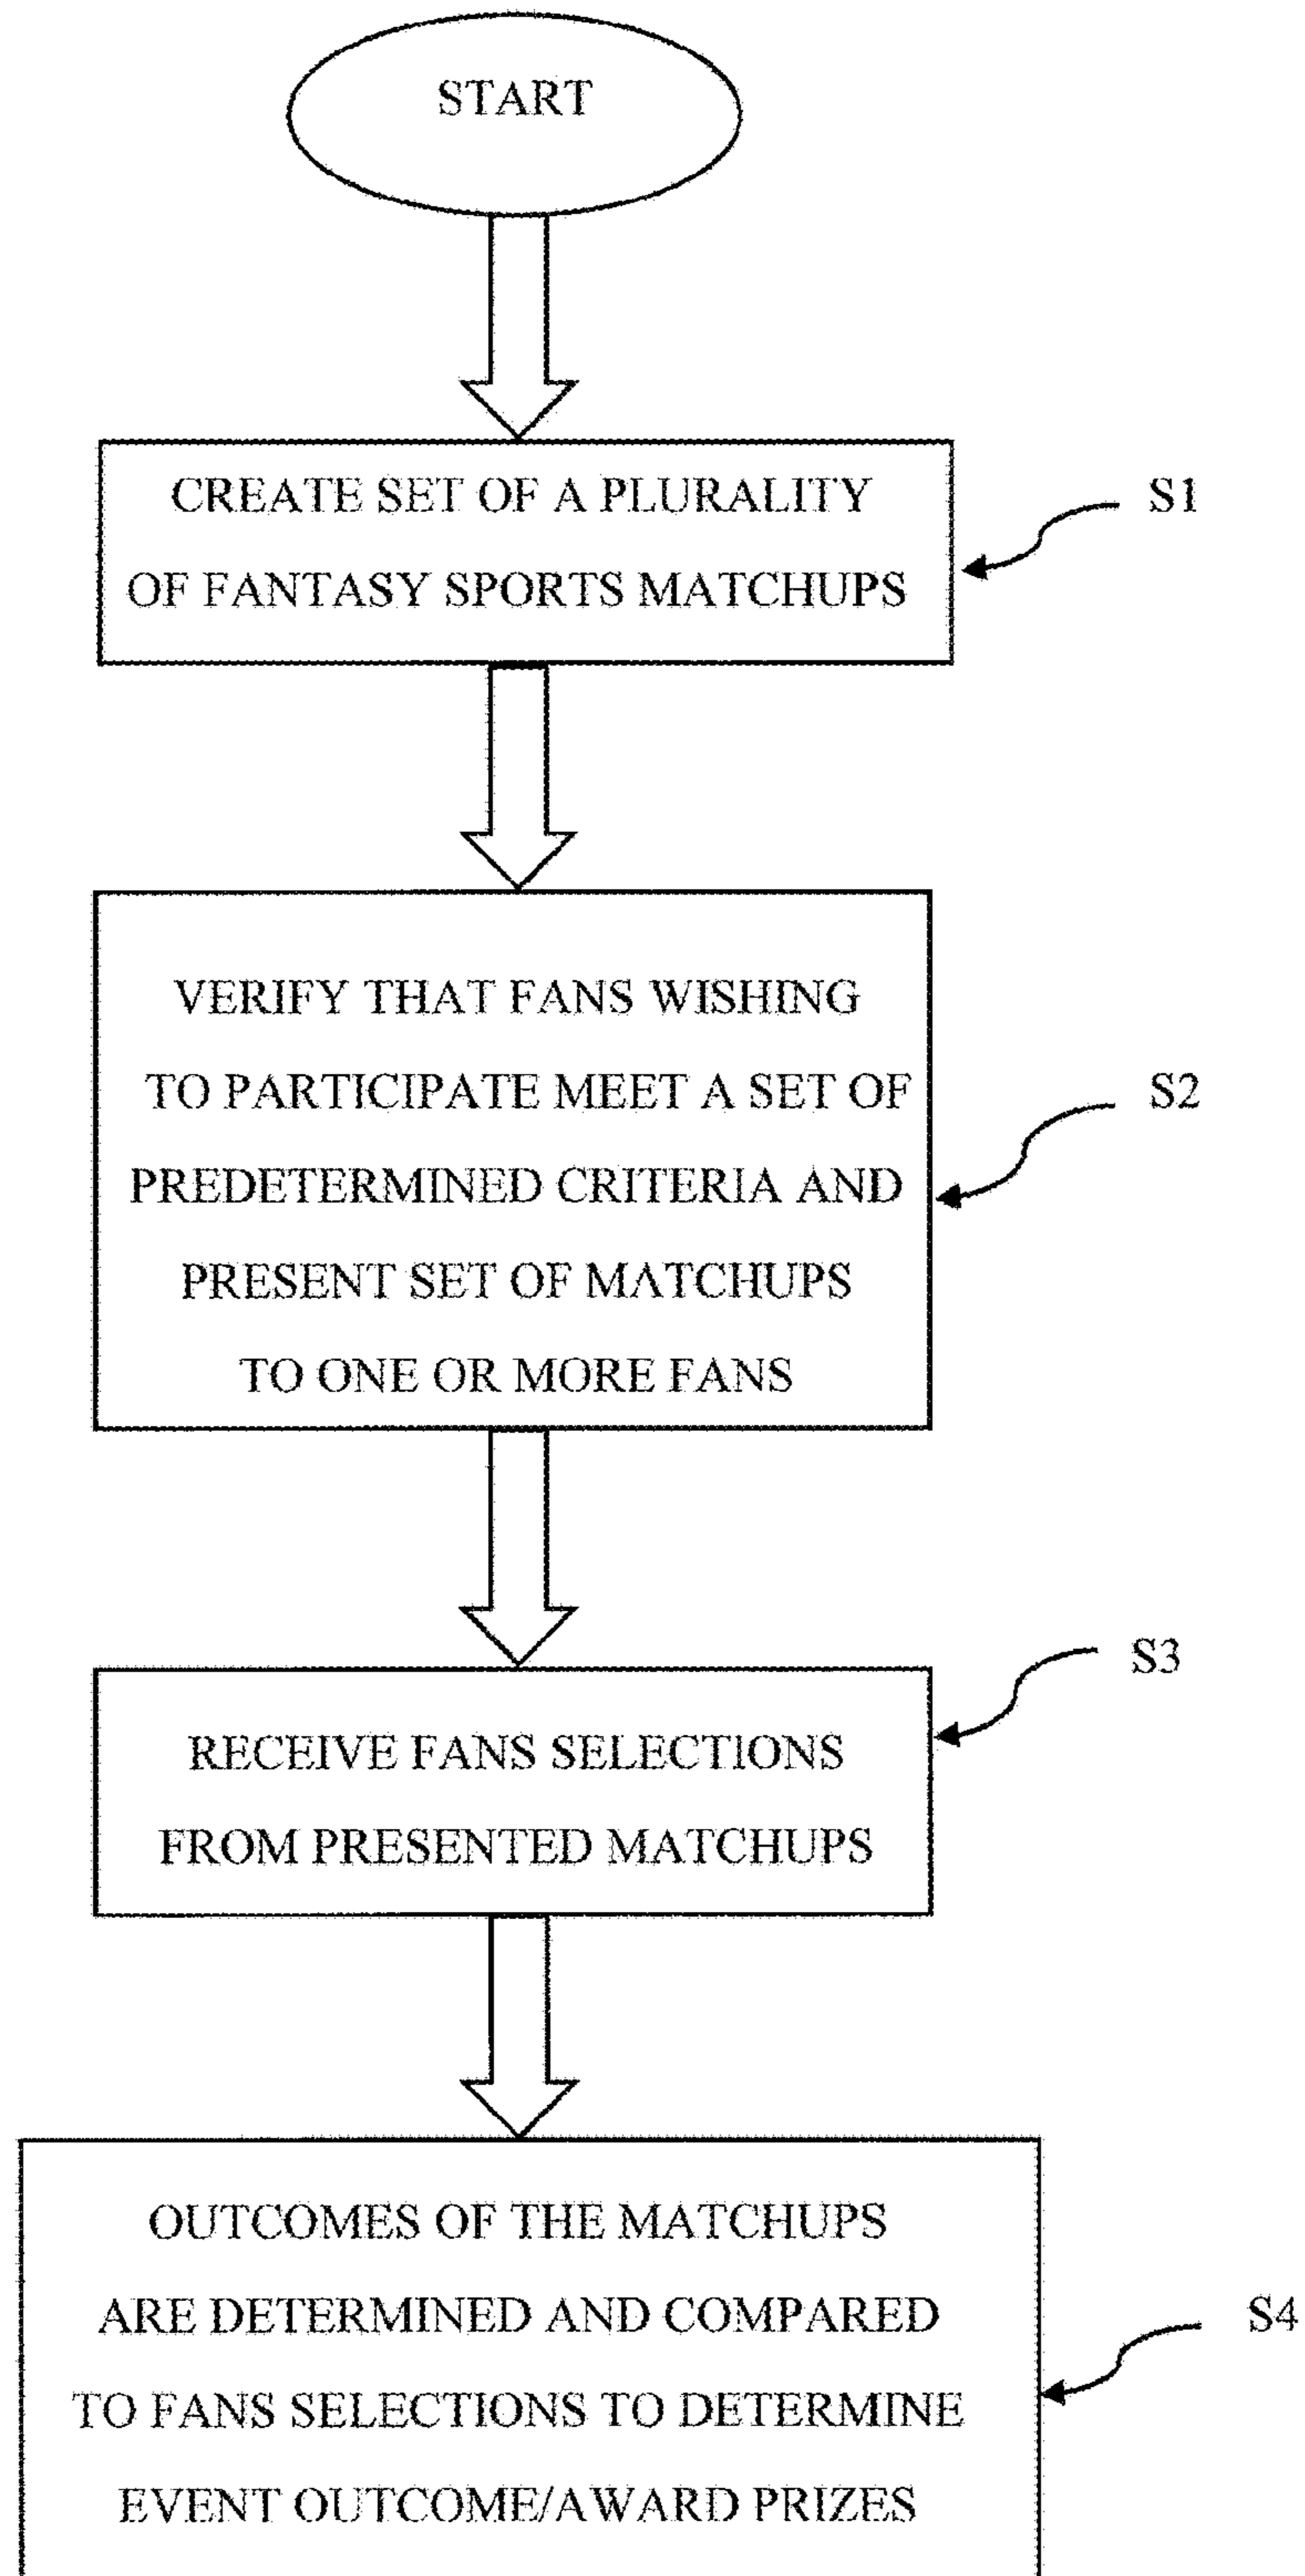 START
CREATE SET OF A PLURALITY
OF FANTASY SPORTS MATCHUPS
S1
VERIFY THAT FANS WISHING
TO PARTICIPATE MEET A SET OF
PREDETERMINED CRITERIA AND
PRESENT SET OF MATCHUPS
TO ONE OR MORE FANS
S2
RECEIVE FANS SELECTIONS
FROM PRESENTED MATCHUPS
S3
OUTCOMES OF THE MATCHUPS
ARE DETERMINED AND COMPARED
TO FANS SELECTIONS TO DETERMINE
EVENT OUTCOME/AWARD PRIZES
S4